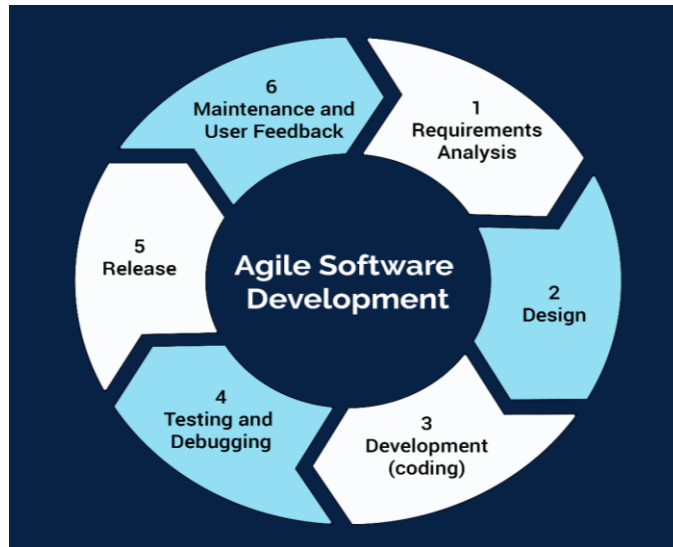 Agile Software
Development
1
Requirements
Analysis
2
Design
3
Development
(coding)
4
Testing and
Debugging
5
Release
6
Maintenance and
User Feedback